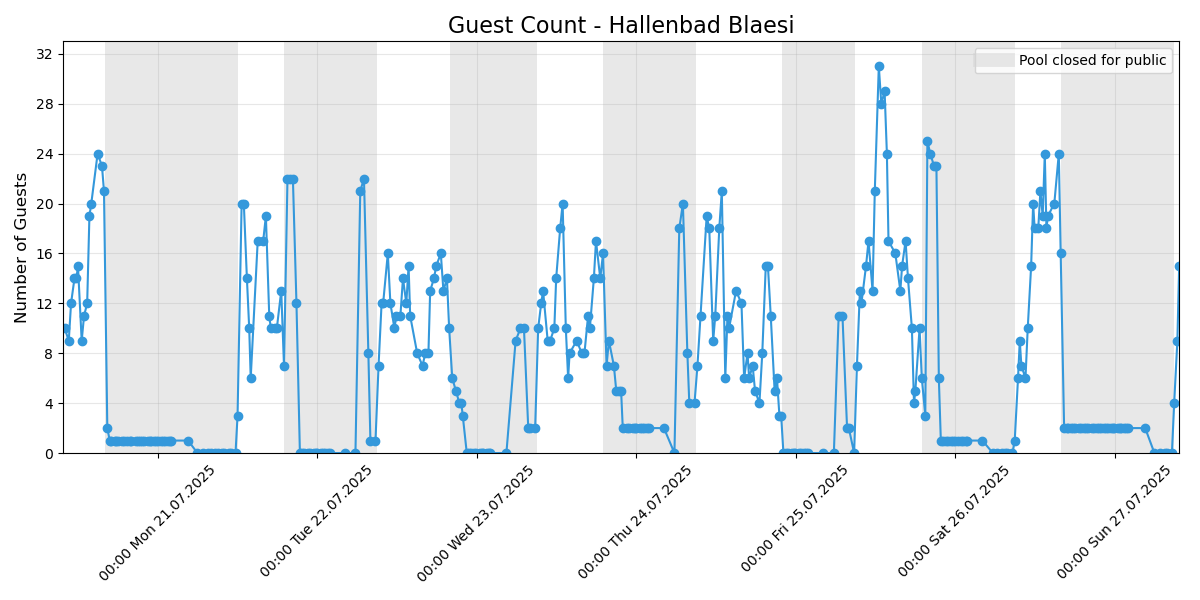 Guest Count - Hallenbad Blaesi
Pool closed for public
Number of Guests
32
28
24
20
16
12
8
4
0
00:00 Mon 21.07.2025
00:00 Tue 22.07.2025
00:00 Wed 23.07.2025
00:00 Thu 24.07.2025
00:00 Fri 25.07.2025
00:00 Sat 26.07.2025
00:00 Sun 27.07.2025